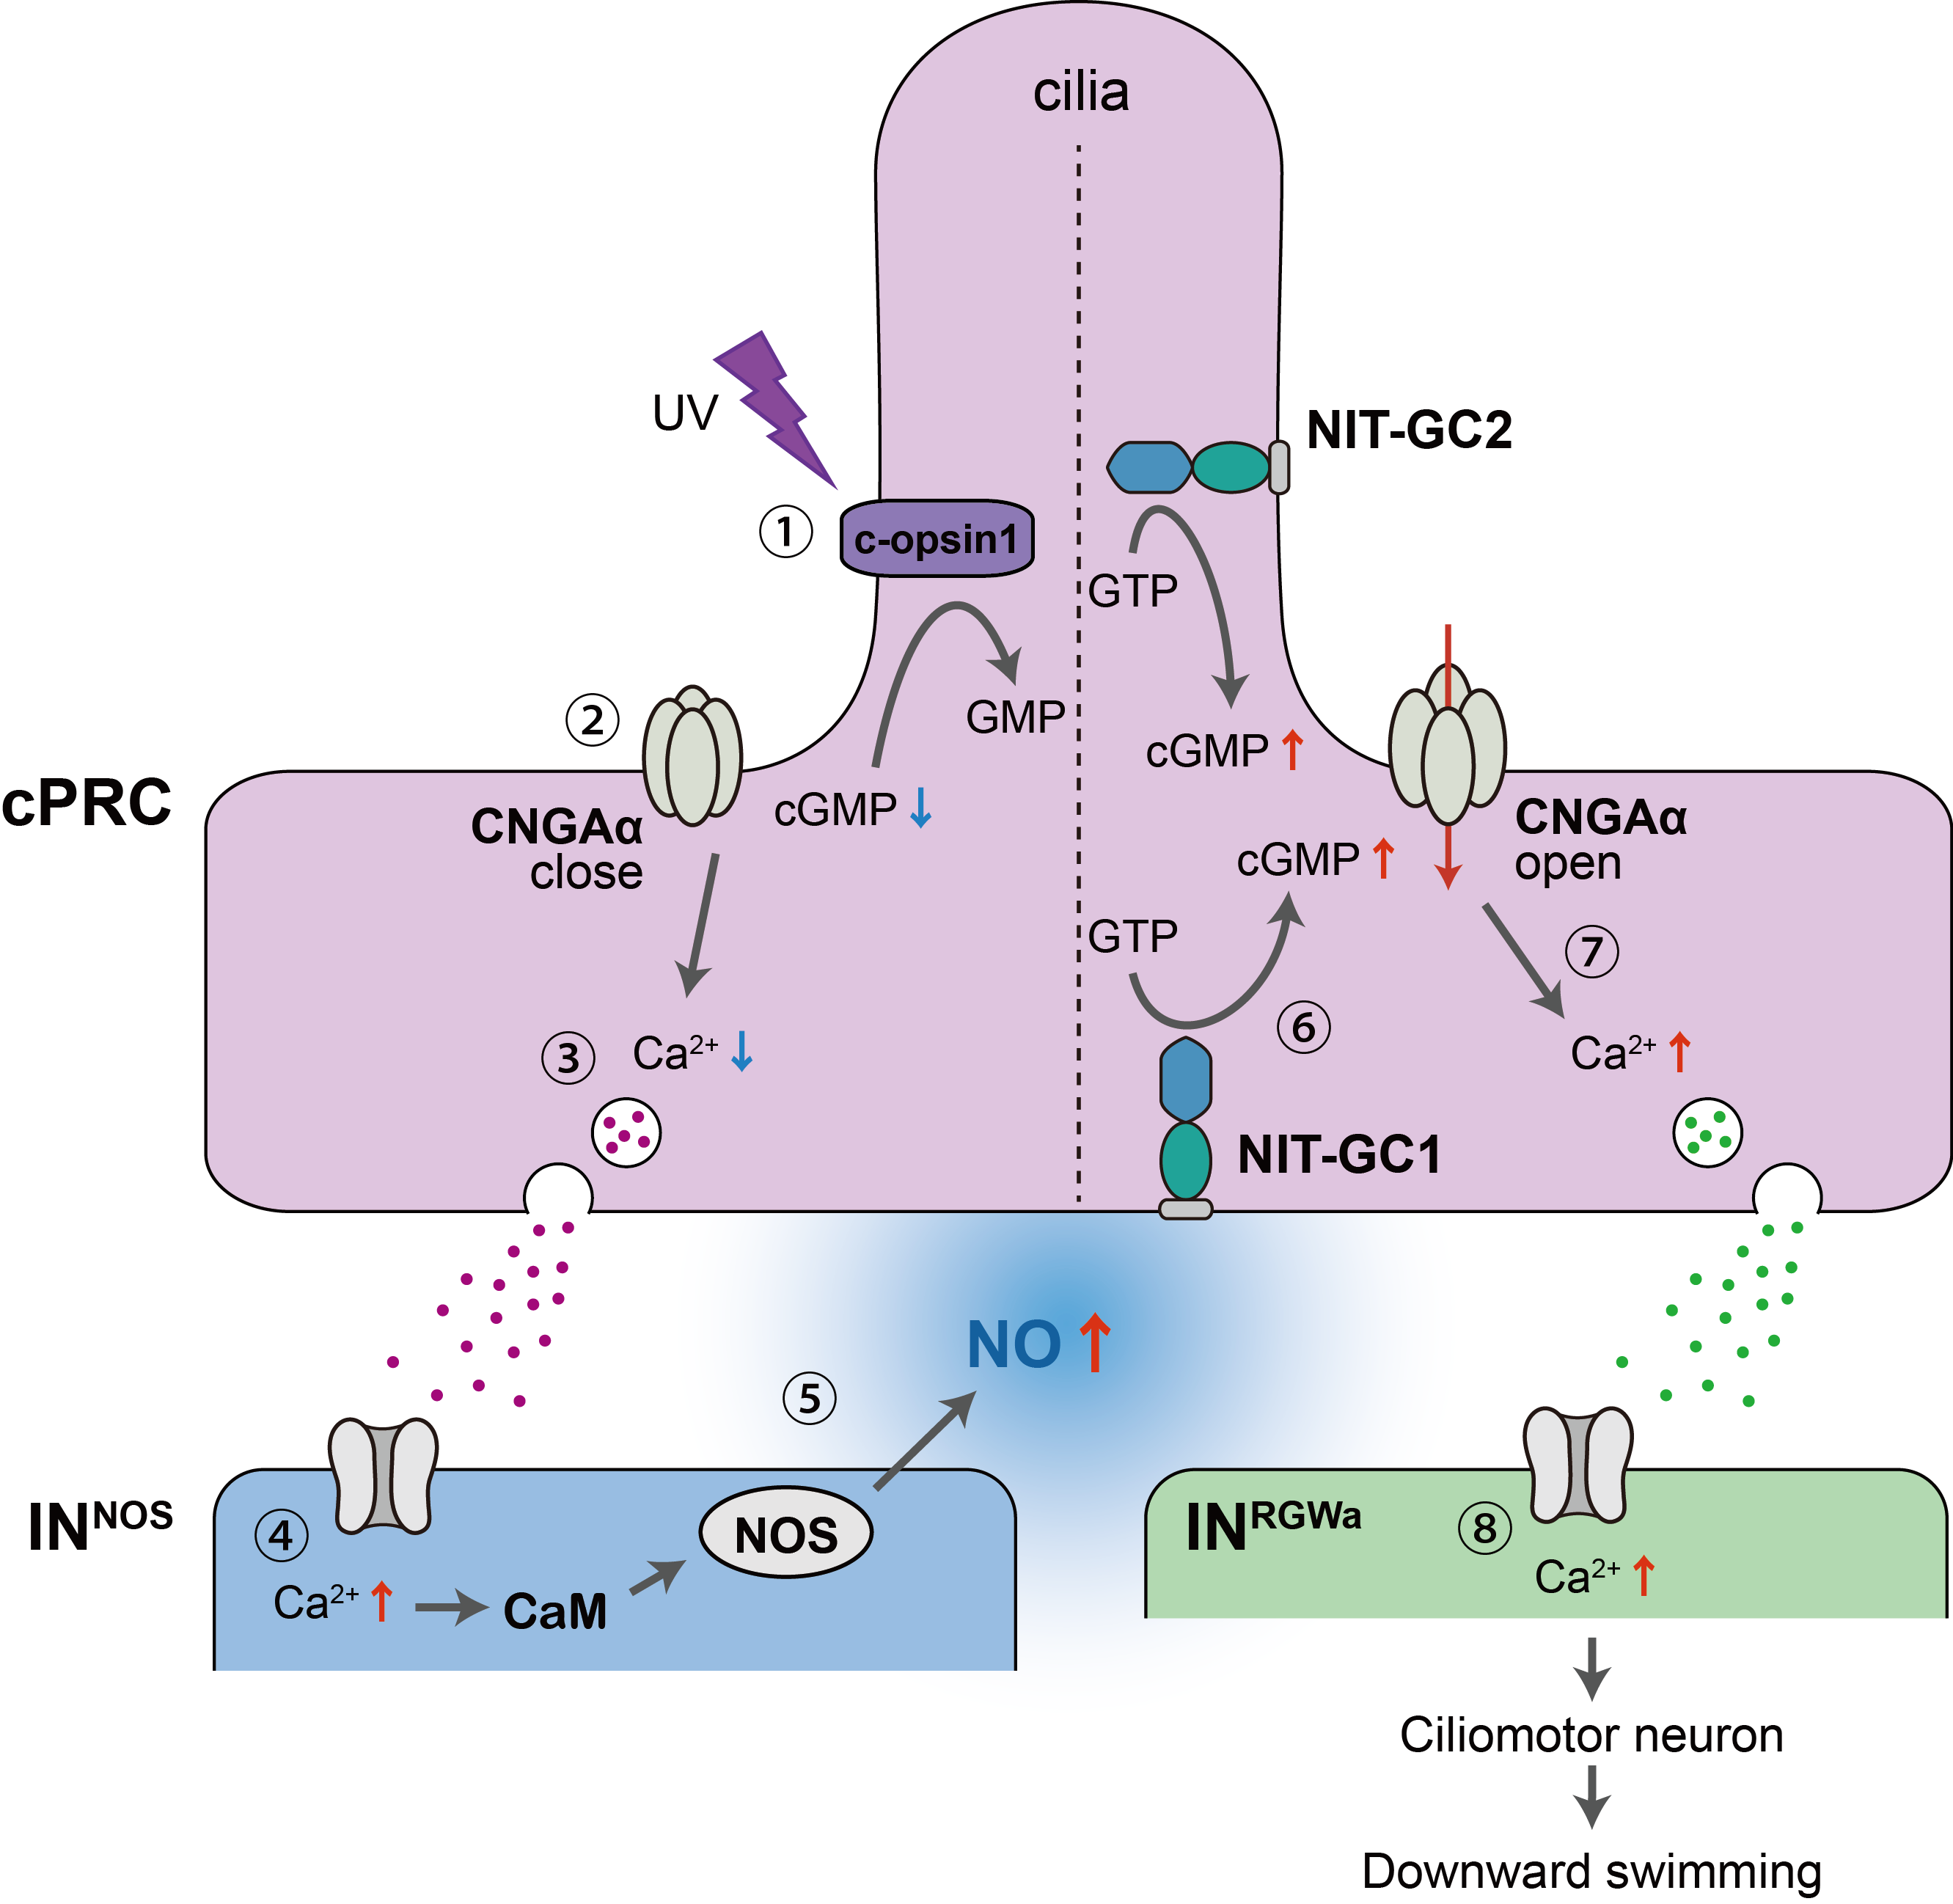 cilia
UV
NIT-GC2
①
c-opsin1
GTP
②
GMP
cGMP↑
cPRC
CNGAα
close
cGMP↓
CNGAα
open
cGMP↑
GTP
⑦
⑥
③
Ca2+↓
Ca2+↑
NIT-GC1
NO↑
⑤
INNOS
④
NOS
Ca2+↑
CaM
INRGWa
⑧
Ca2+↑
Ciliomotor neuron
Downward swimming